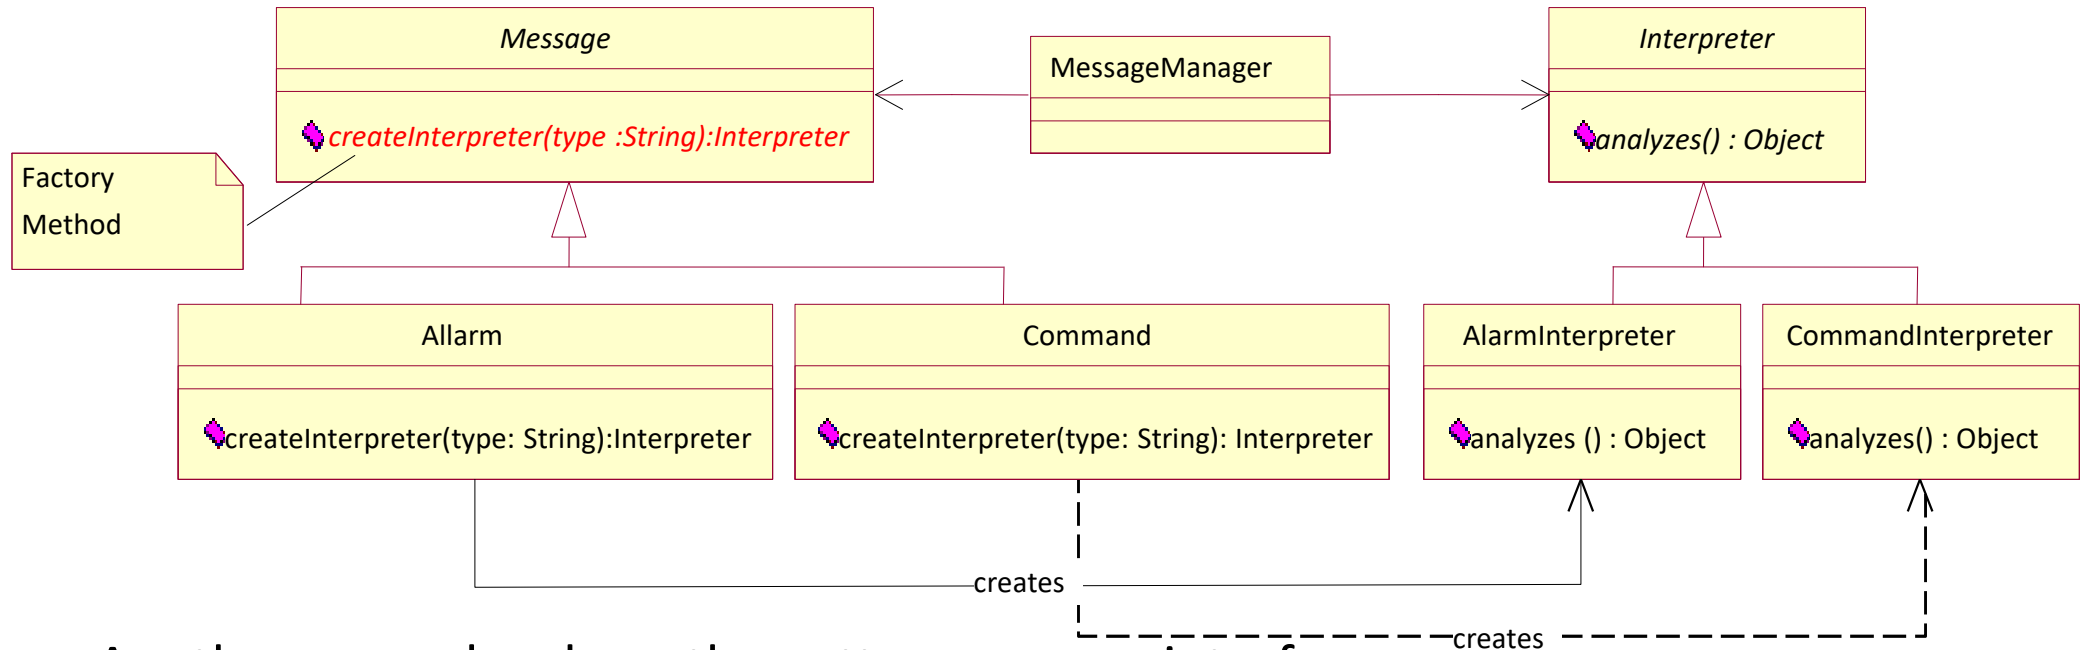 Message
createInterpreter(type :String):Interpreter
MessageManager
Interpreter
analyzes() : Object
Factory
Method
Allarm
createInterpreter(type: String):Interpreter
Command
createInterpreter(type: String): Interpreter
AlarmInterpreter
analyzes () : Object
CommandInterpreter
analyzes() : Object
creates
creates